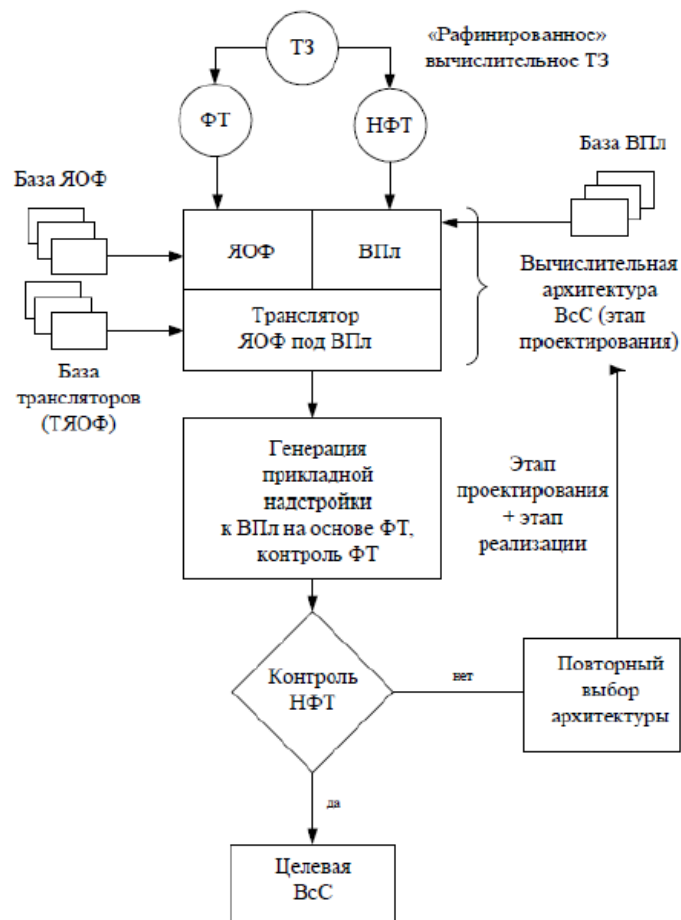 ТЗ
«Рафинированное»
вычислительное ТЗ
ФТ
НФТ
База ВПл
База ЯОФ
ЯОФ
ВПл
Вычислительная
архитектура
ВсС (этап
проектирования)
Транслятор
ЯОФ под ВПл
База
трансляторов
(ТЯОФ)
Генерация
прикладной
надстройки
к ВПл на основе ФТ,
контроль ФТ
Этап
проектирования
+ этап
реализации
Контроль
НФТ
нет
Повторный
выбор
архитектуры
да
Целевая
ВсС